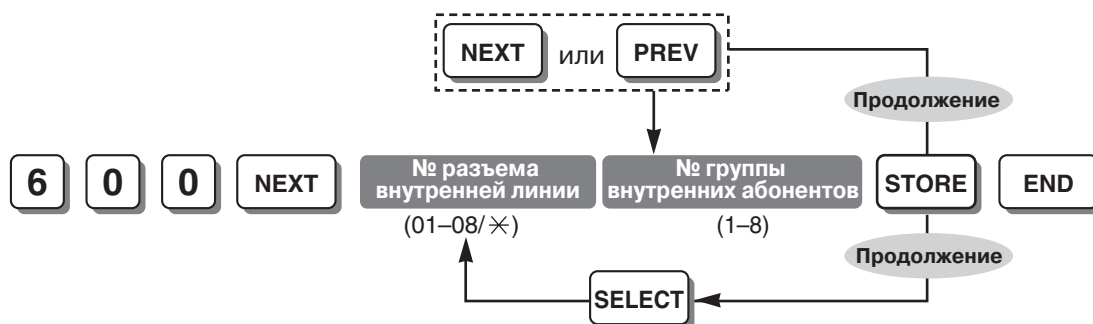 NEXT или PREV
Продолжение
6 0 0 NEXT № разъема внутренней линии № группы внутренних абонентов STORE END
(01–08/✳) (1–8)
Продолжение
SELECT